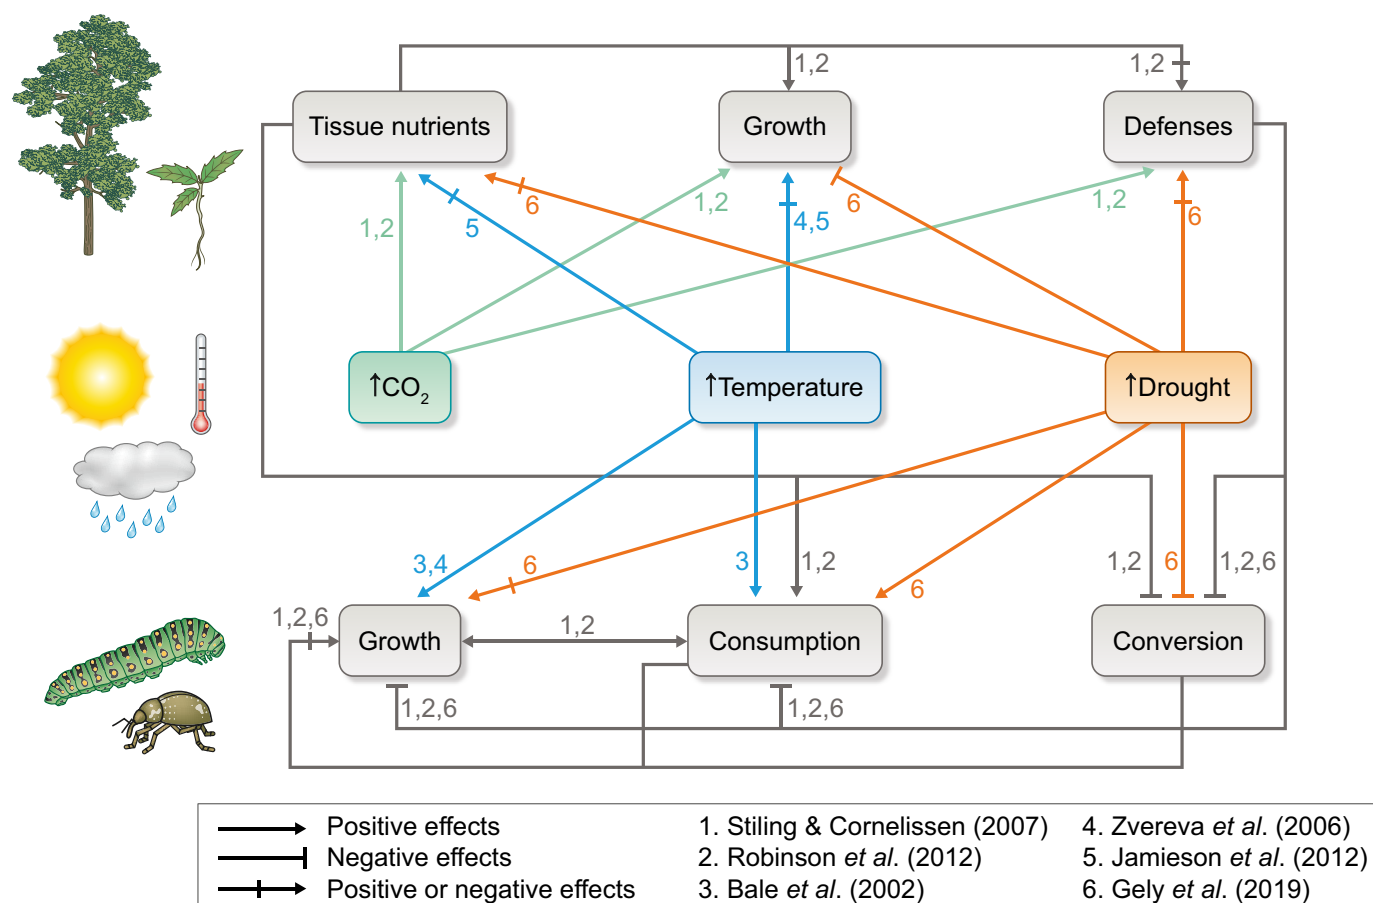 1,2
1,2
Tissue nutrients
Growth
Defenses
1,2
5
6
1,2
4,5
6
1,2
6
↑CO2
↑Temperature
↑Drought
3,4
6
3
1,2
6
1,2
6
1,2,6
1,2,6
Growth
1,2
Consumption
Conversion
1,2,6
1,2,6
Positive effects
Negative effects
Positive or negative effects
1. Stiling & Cornelissen (2007)
2. Robinson et al. (2012)
3. Bale et al. (2002)
4. Zvereva et al. (2006)
5. Jamieson et al. (2012)
6. Gely et al. (2019)